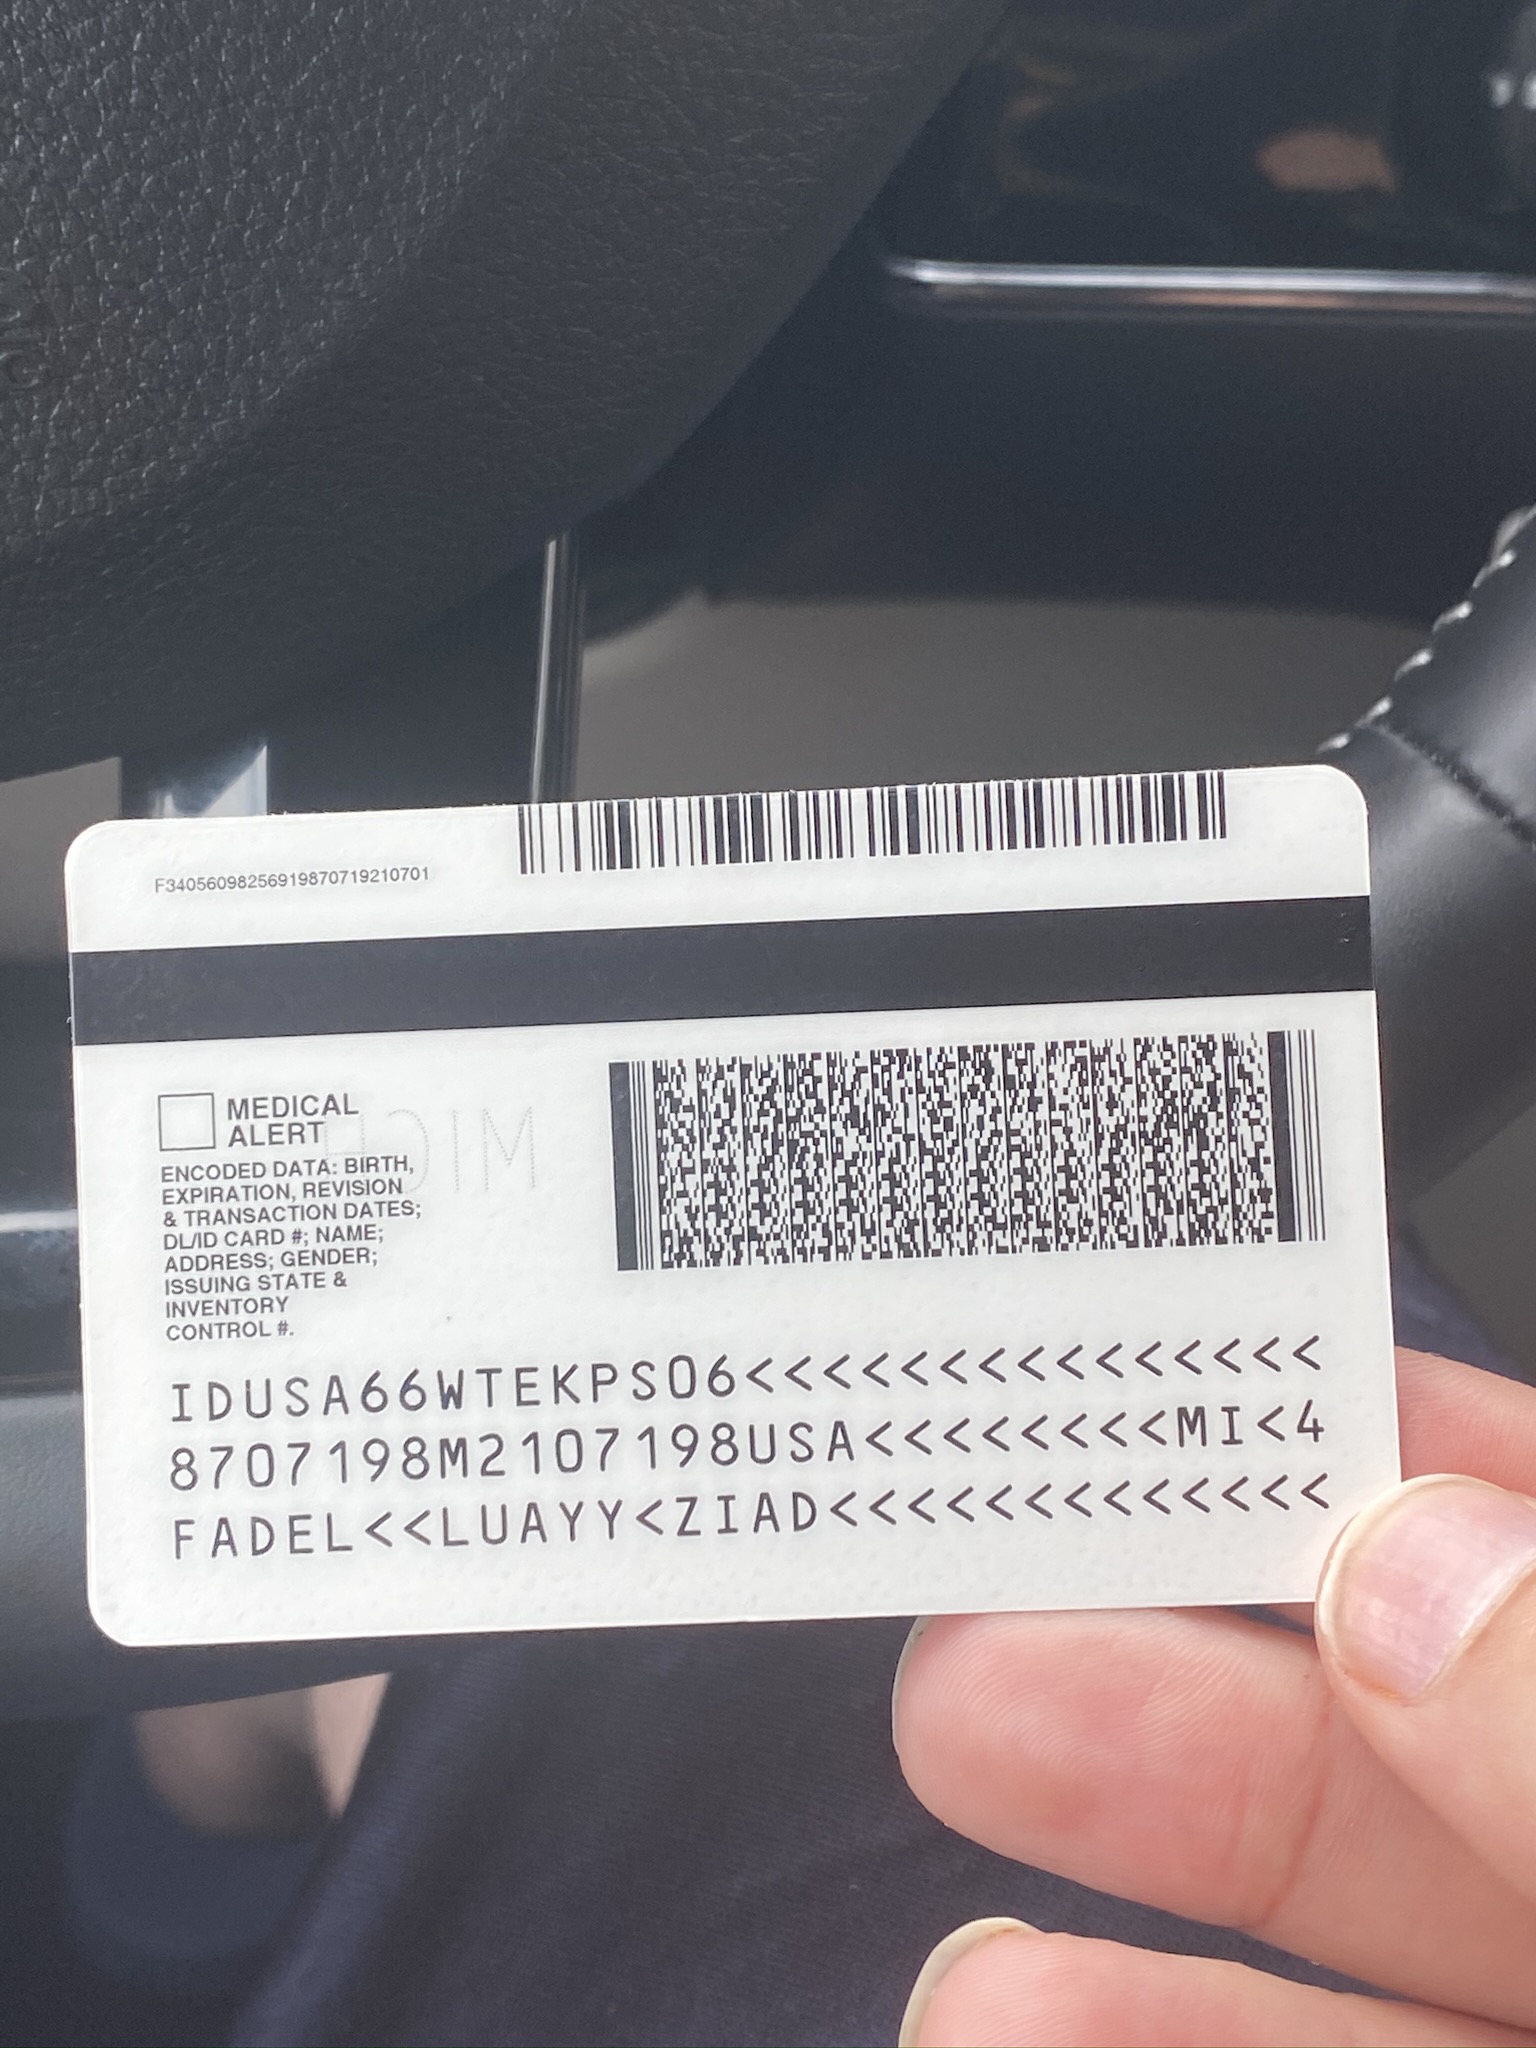 F34056098256919870719210701
MEDICAL
ALERT
MICH
ENCODED DATA: BIRTH,
EXPIRATION, REVISION
& TRANSACTION DATES;
DL/ID CARD #; NAME;
ADDRESS; GENDER;
ISSUING STATE &
INVENTORY
CONTROL #.
IDUSA66WTEKPS06<<<<<<<<<<<<<<<<
8707198M2107198USA<<<<<<<<<MI<4
FADEL<<LUAYY<ZIAD<<<<<<<<<<<<<<